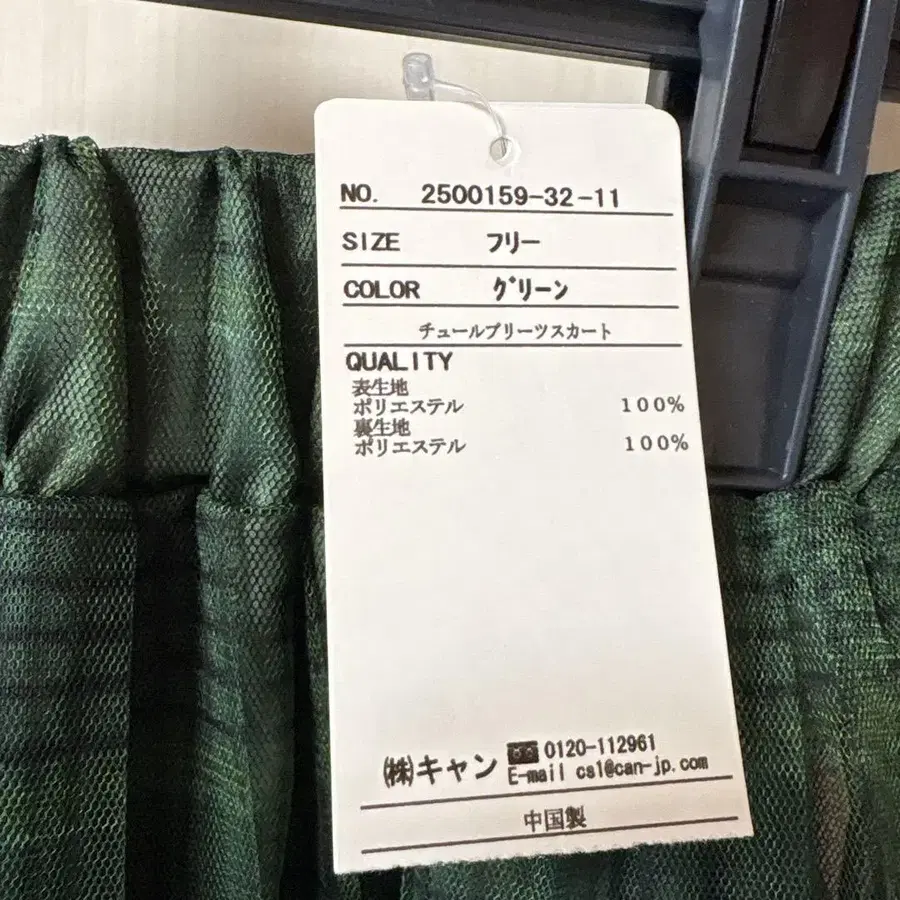 NO. 2500159-32-11
SIZE フリー
COLOR グリーン
チュールプリーツスカート
QUALITY
表生地
ポリエステル 100%
裏生地
ポリエステル 100%
㈱キャン 0120-112961
E-mail cs1@can-jp.com
中国製